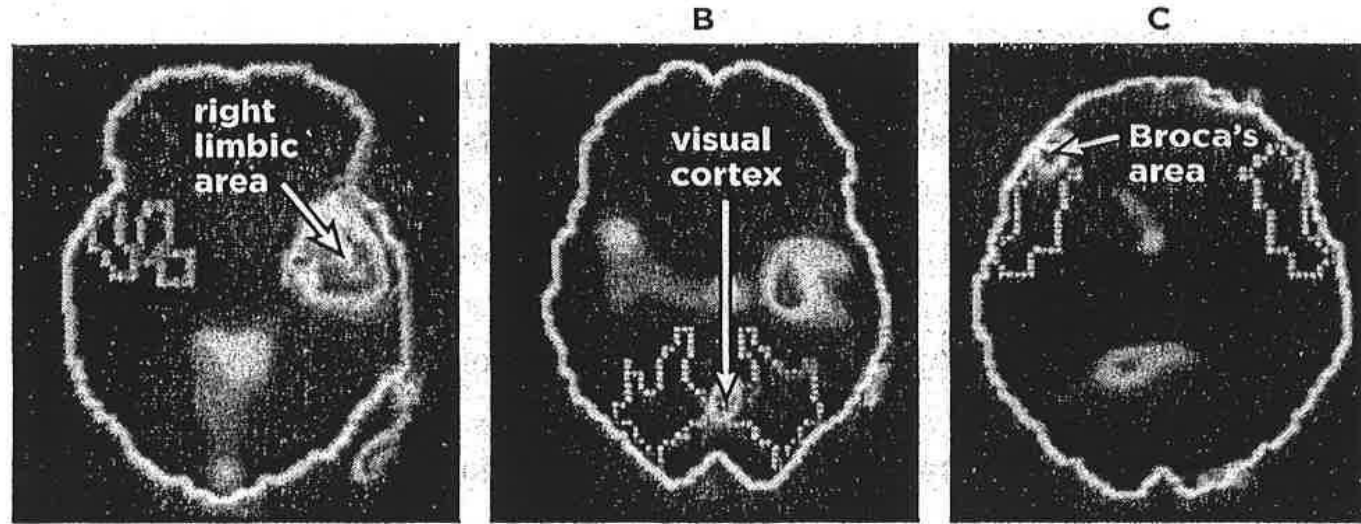 B
C
right
limbic
area
visual
cortex
Broca's
area